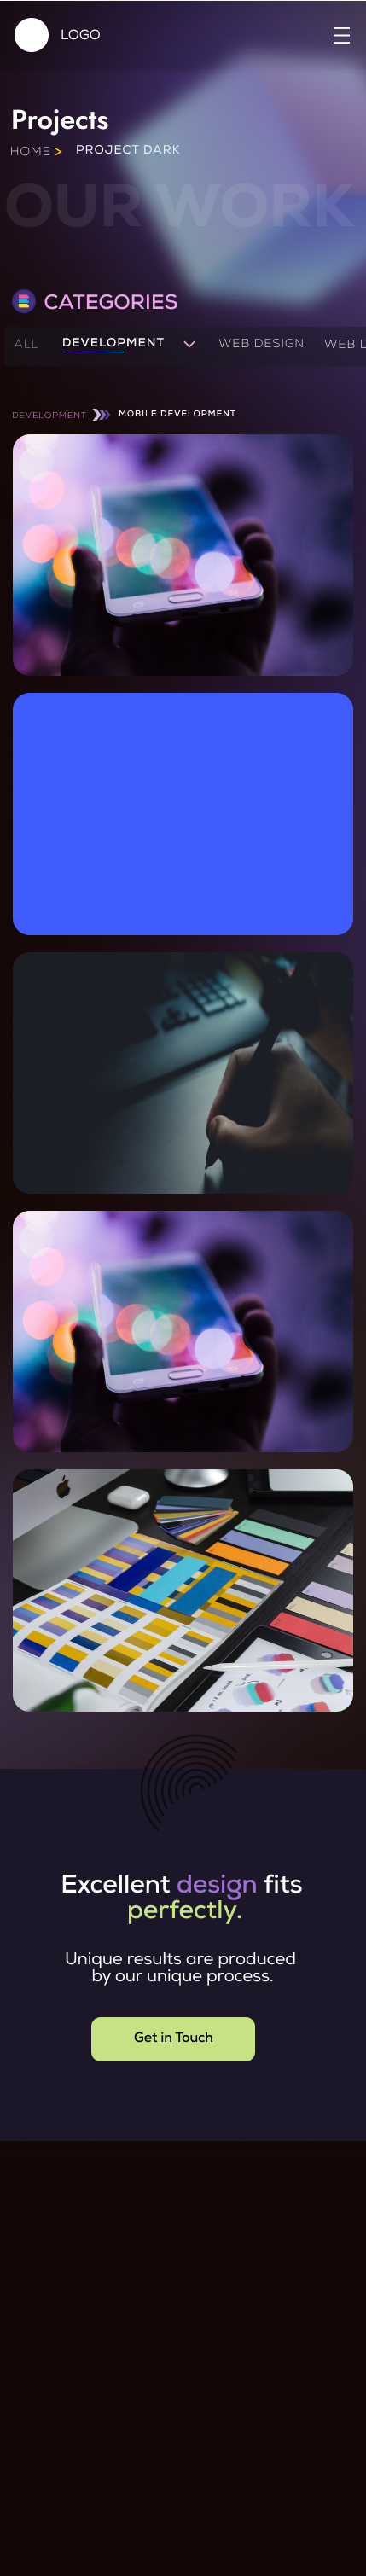 LOGO
Projects
HOME > PROJECT DARK
OUR WORK
CATEGORIES
ALL DEVELOPMENT WEB DESIGN WEB D
DEVELOPMENT MOBILE DEVELOPMENT
Excellent design fits
perfectly.
Unique results are produced
by our unique process.
Get in Touch